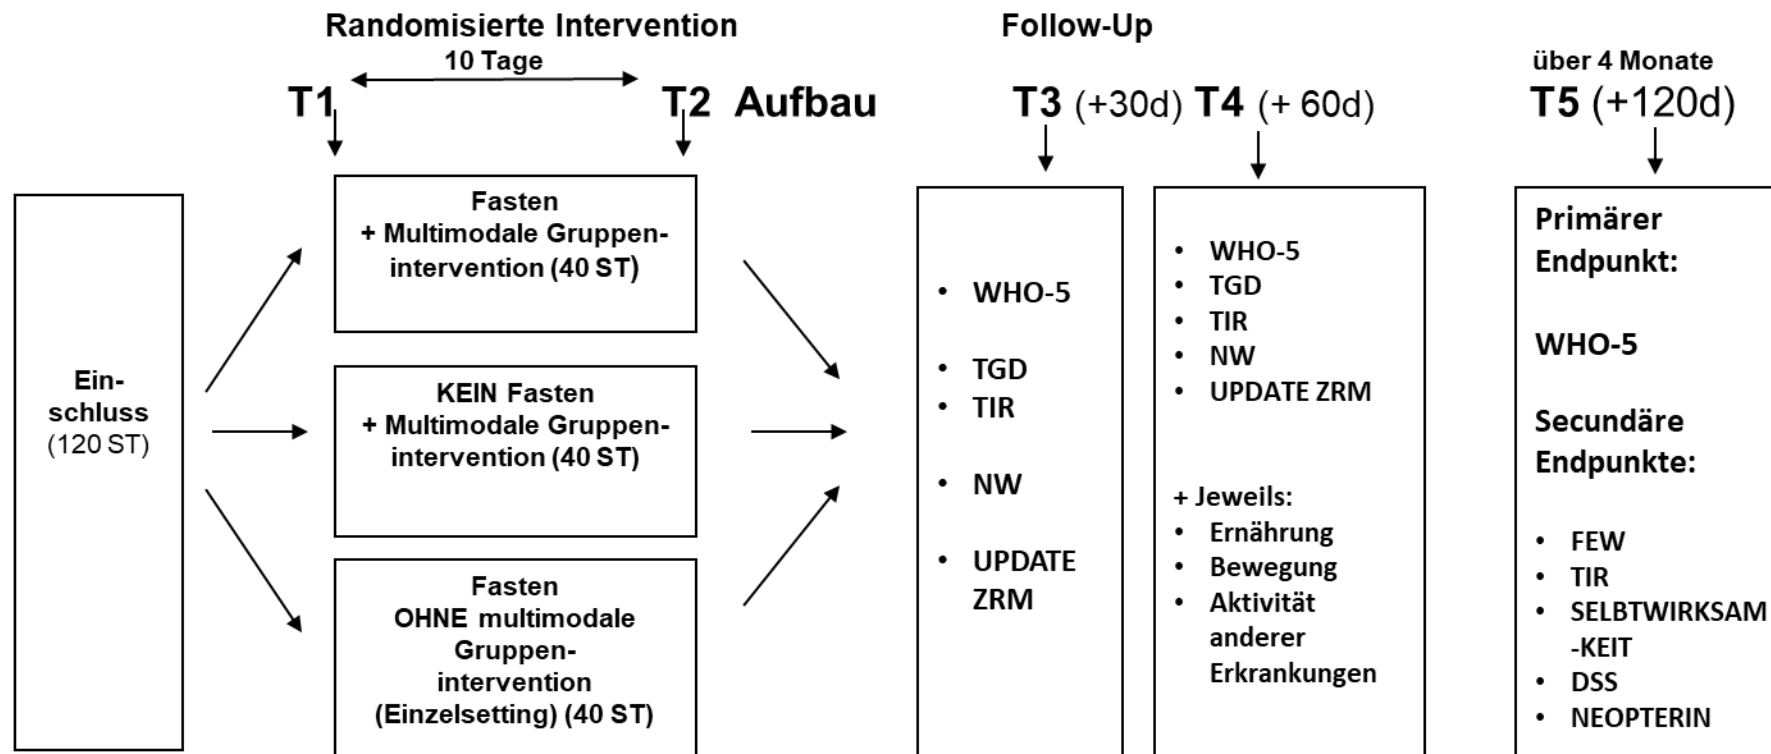 Randomisierte Intervention
10 Tage
T1
T2 Aufbau
Follow-Up
T3 (+30d) T4 (+ 60d)
über 4 Monate
T5 (+120d)
Ein-
schluss
(120 ST)
Fasten
+ Multimodale Gruppen-
intervention (40 ST)
KEIN Fasten
+ Multimodale Gruppen-
intervention (40 ST)
Fasten
OHNE multimodale
Gruppen-
intervention
(Einzelsetting) (40 ST)
• WHO-5
• TGD
• TIR
• NW
• UPDATE
ZRM
• WHO-5
• TGD
• TIR
• NW
• UPDATE ZRM
+ Jeweils:
• Ernährung
• Bewegung
• Aktivität
anderer
Erkrankungen
Primärer
Endpunkt:
WHO-5
Secundäre
Endpunkte:
• FEW
• TIR
• SELBTWIRKSAM
-KEIT
• DSS
• NEOPTERIN